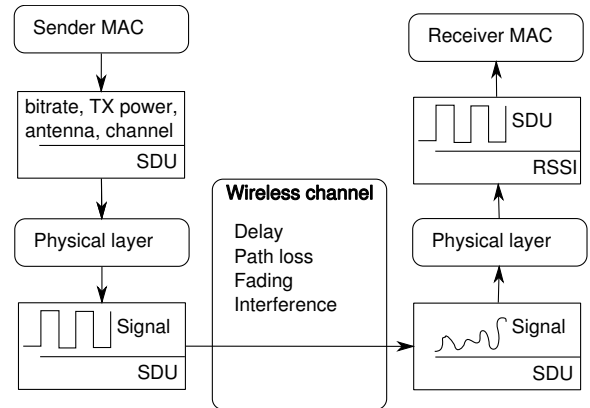 Sender MAC
bitrate, TX power,
antenna, channel
SDU
Physical layer
Signal
SDU
Wireless channel
Delay
Path loss
Fading
Interference
Receiver MAC
SDU
RSSI
Physical layer
Signal
SDU